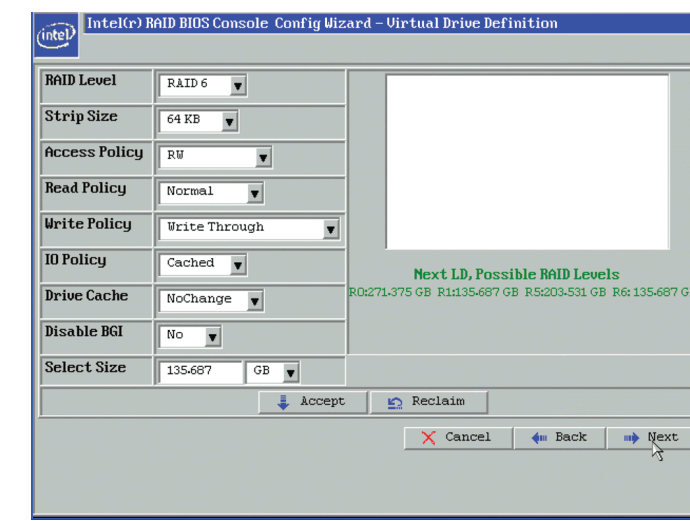 intel
Intel(r) RAID BIOS Console Config Wizard - Virtual Drive Definition
RAID Level RAID 6
Strip Size 64 KB
Access Policy RW
Read Policy Normal
Write Policy Write Through
IO Policy Cached
Drive Cache NoChange
Disable BGI No
Select Size 135.687 GB
Next LD, Possible RAID Levels
R0:271.375 GB R1:135.687 GB R5:203.531 GB R6: 135.687 G
Accept Reclaim
Cancel Back Next